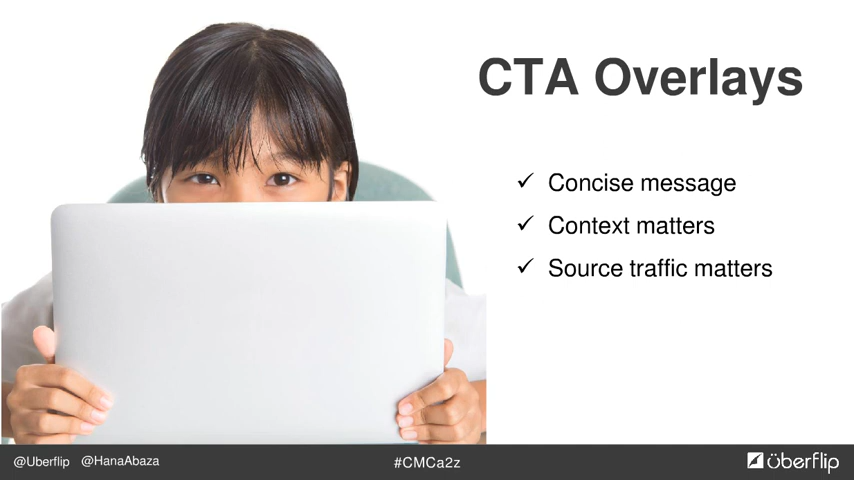 CTA Overlays
✓ Concise message
✓ Context matters
✓ Source traffic matters
@Uberflip @HanaAbaza
#CMCa2z
überflip